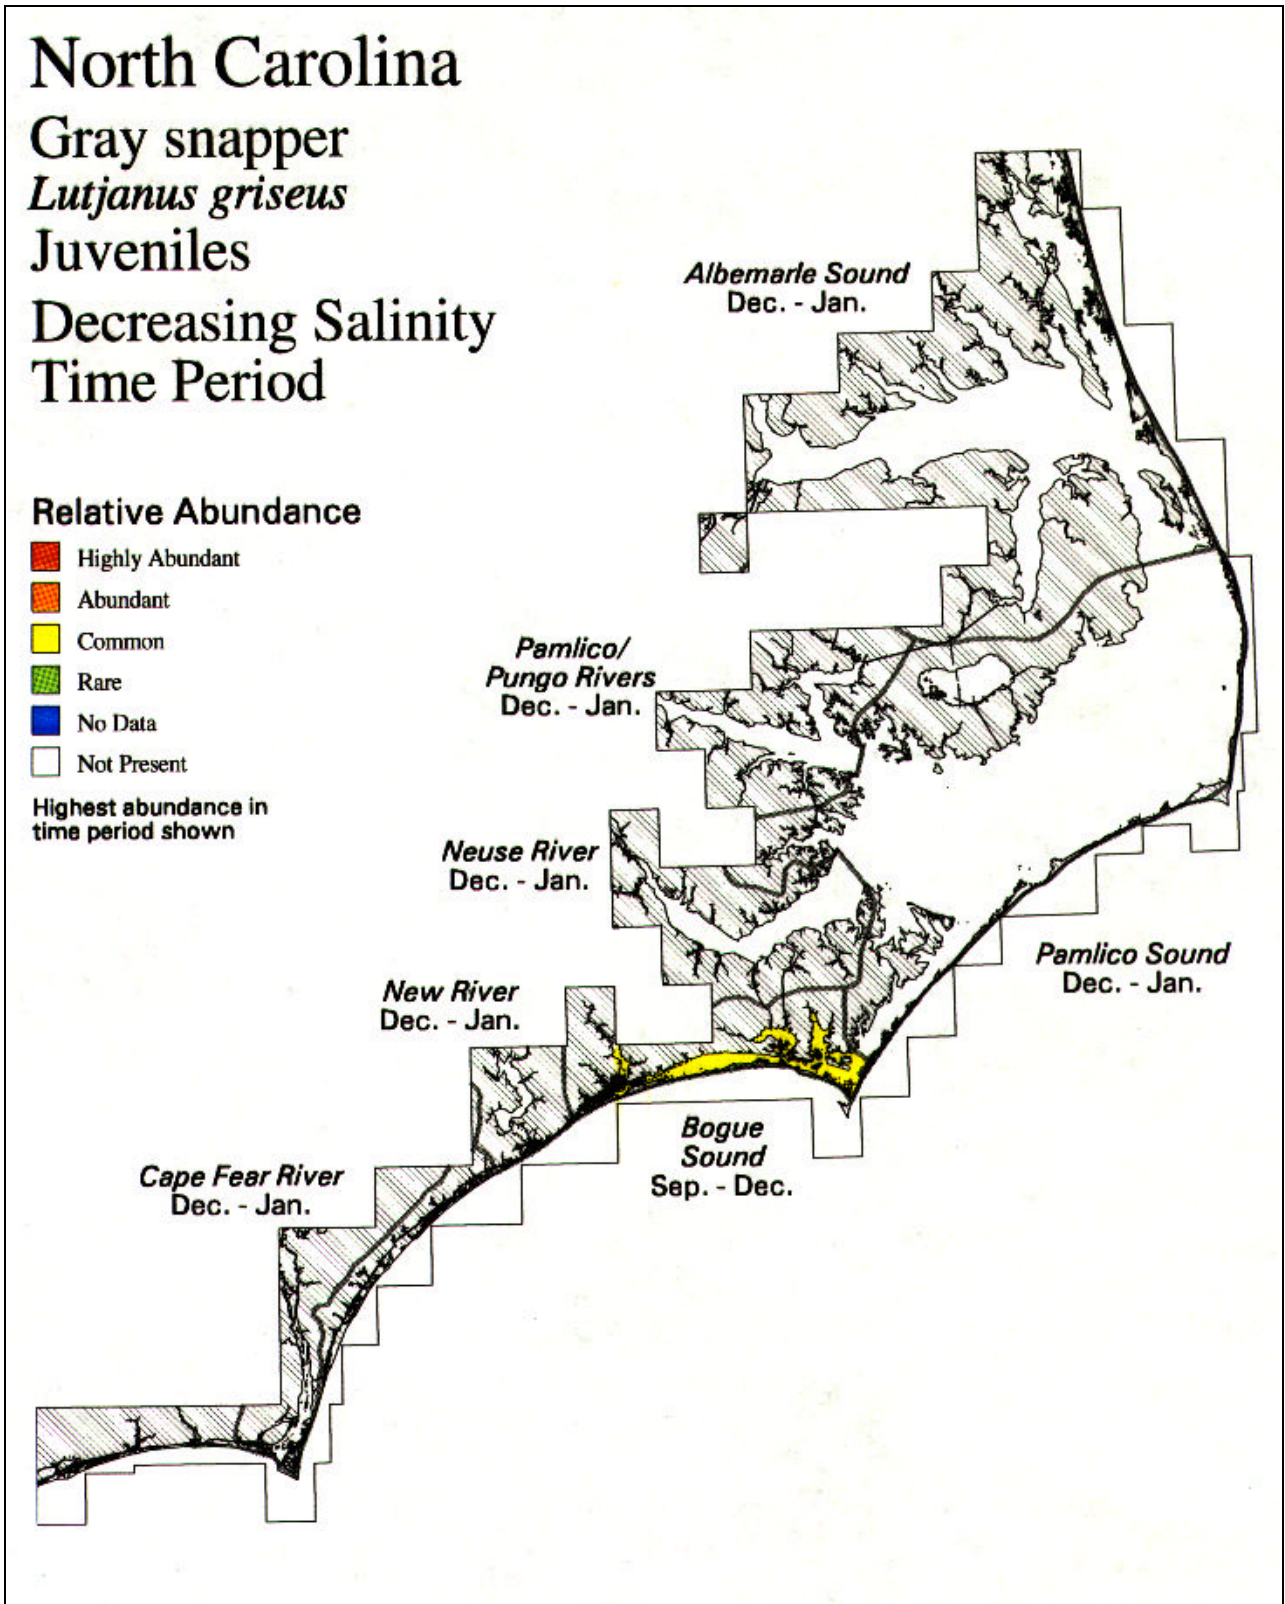 North Carolina
Gray snapper
Lutjanus griseus
Juveniles
Decreasing Salinity
Time Period
Relative Abundance
Highly Abundant
Abundant
Common
Rare
No Data
Not Present
Highest abundance in
time period shown
Albemarle Sound
Dec. - Jan.
Pamlico/
Pungo Rivers
Dec. - Jan.
Neuse River
Dec. - Jan.
Pamlico Sound
Dec. - Jan.
New River
Dec. - Jan.
Bogue
Sound
Sep. - Dec.
Cape Fear River
Dec. - Jan.